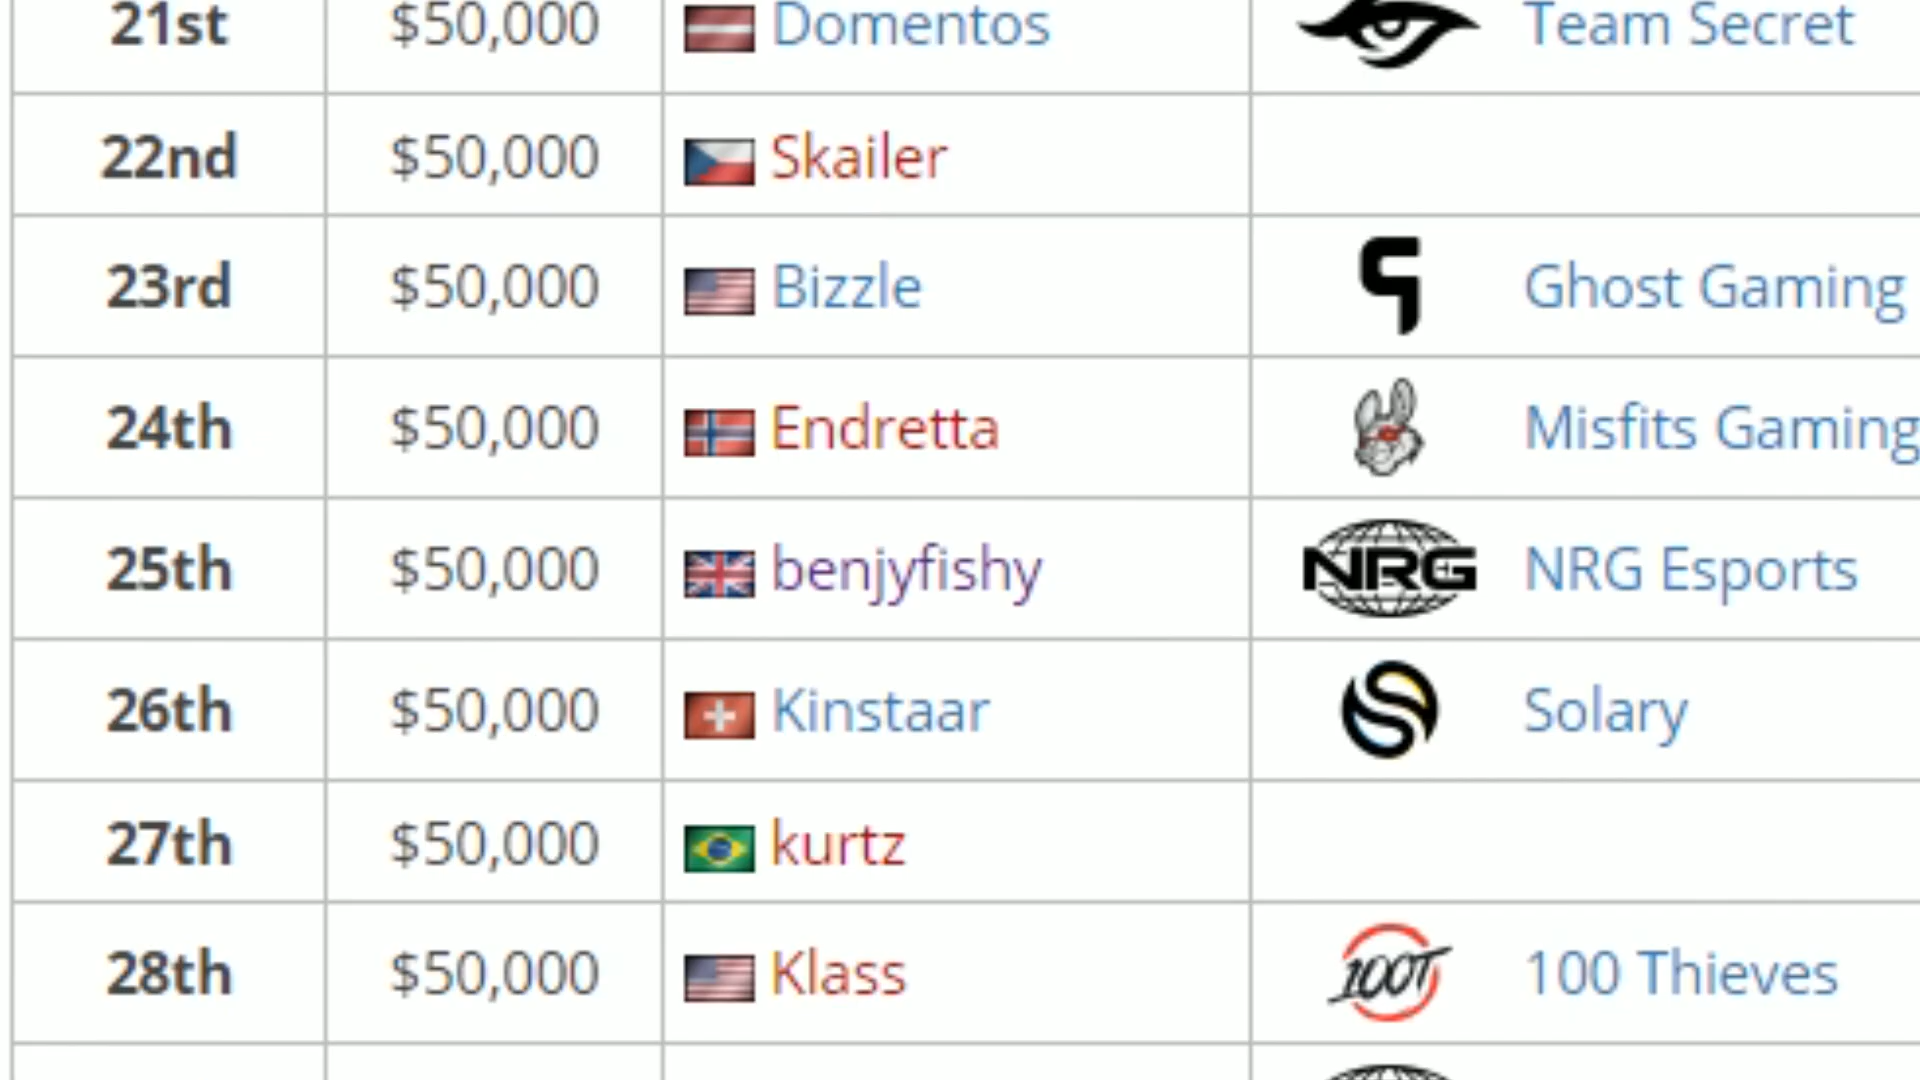 21st $50,000 Domentos Team Secret
22nd $50,000 Skailer
23rd $50,000 Bizzle Ghost Gaming
24th $50,000 Endretta Misfits Gaming
25th $50,000 benjyfishy NRG NRG Esports
26th $50,000 Kinstaar Solary
27th $50,000 kurtz
28th $50,000 Klass 100T 100 Thieves